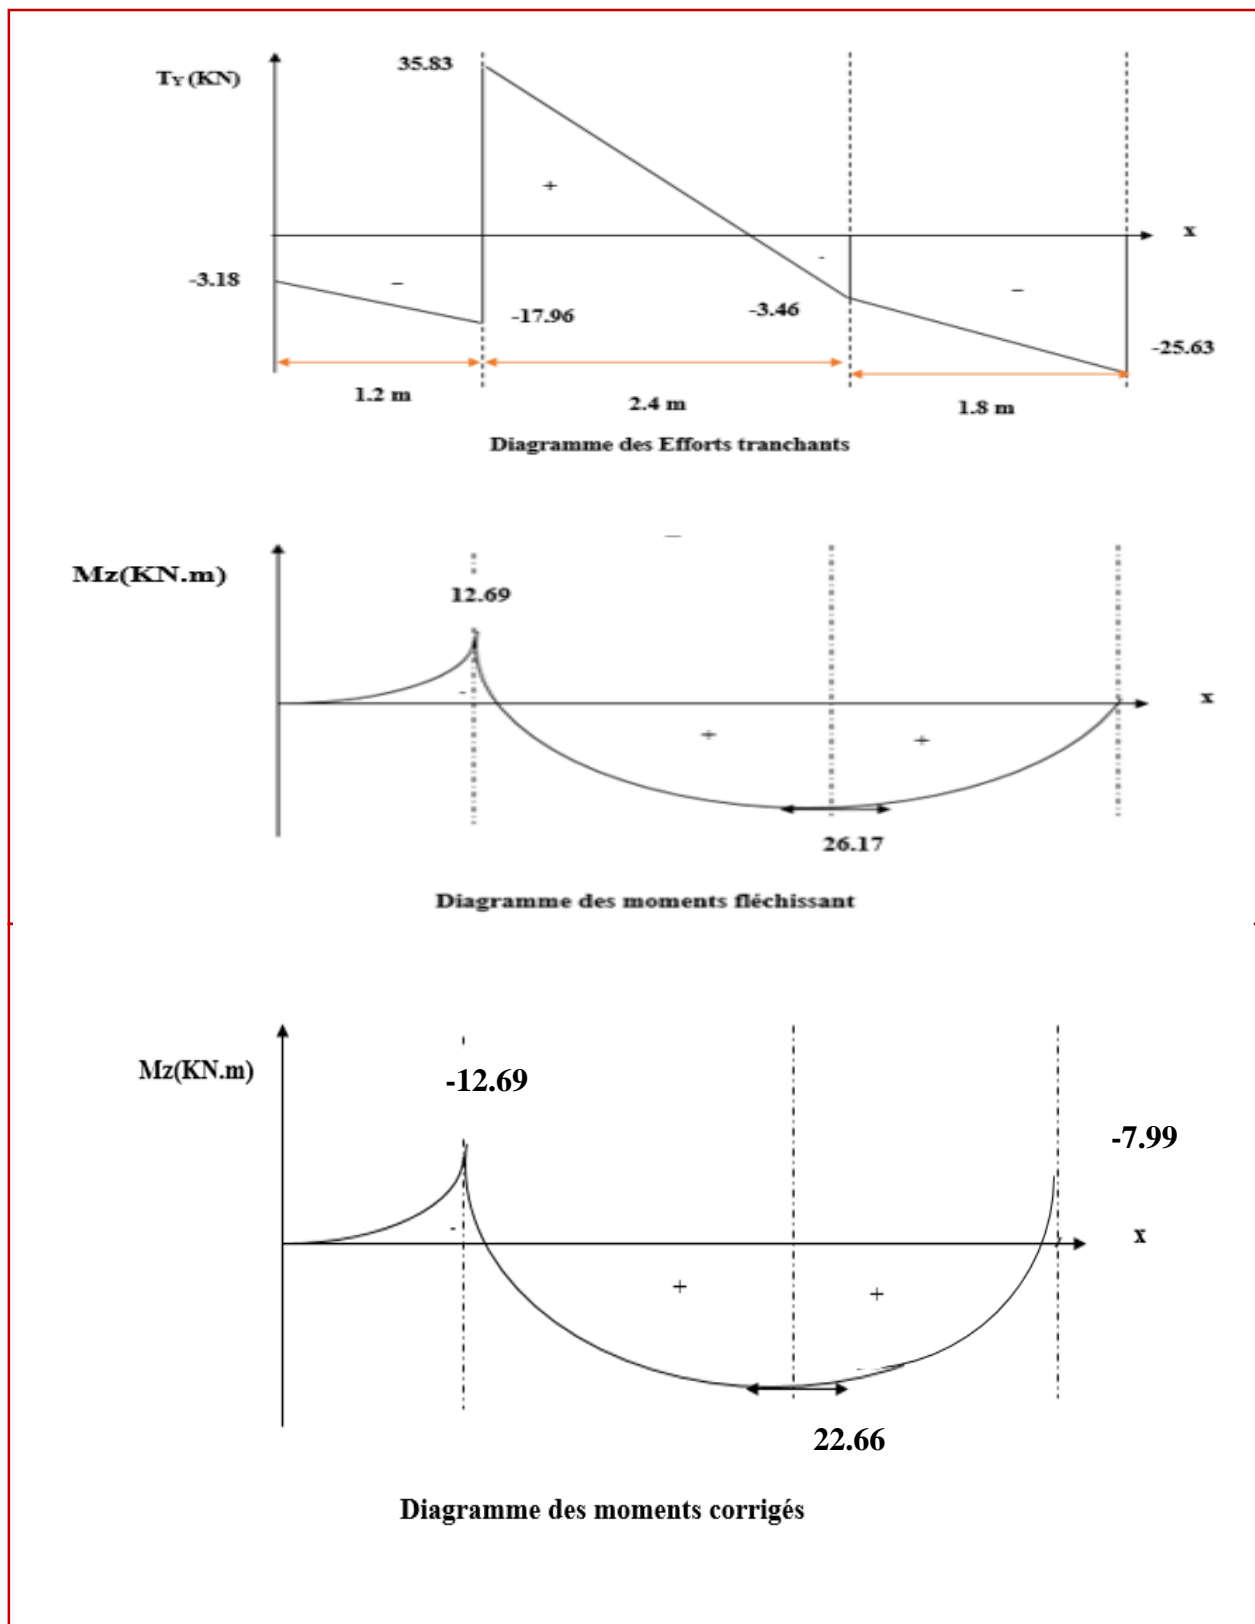 35.83
TY (KN)
+
x
-
-3.18
–
–
-17.96
-3.46
-25.63
1.2 m
2.4 m
1.8 m
Diagramme des Efforts tranchants
–
Mz(KN.m)
12.69
-
x
+
+
26.17
Diagramme des moments fléchissant
Mz(KN.m)
-12.69
-7.99
-
x
+
+
22.66
Diagramme des moments corrigés